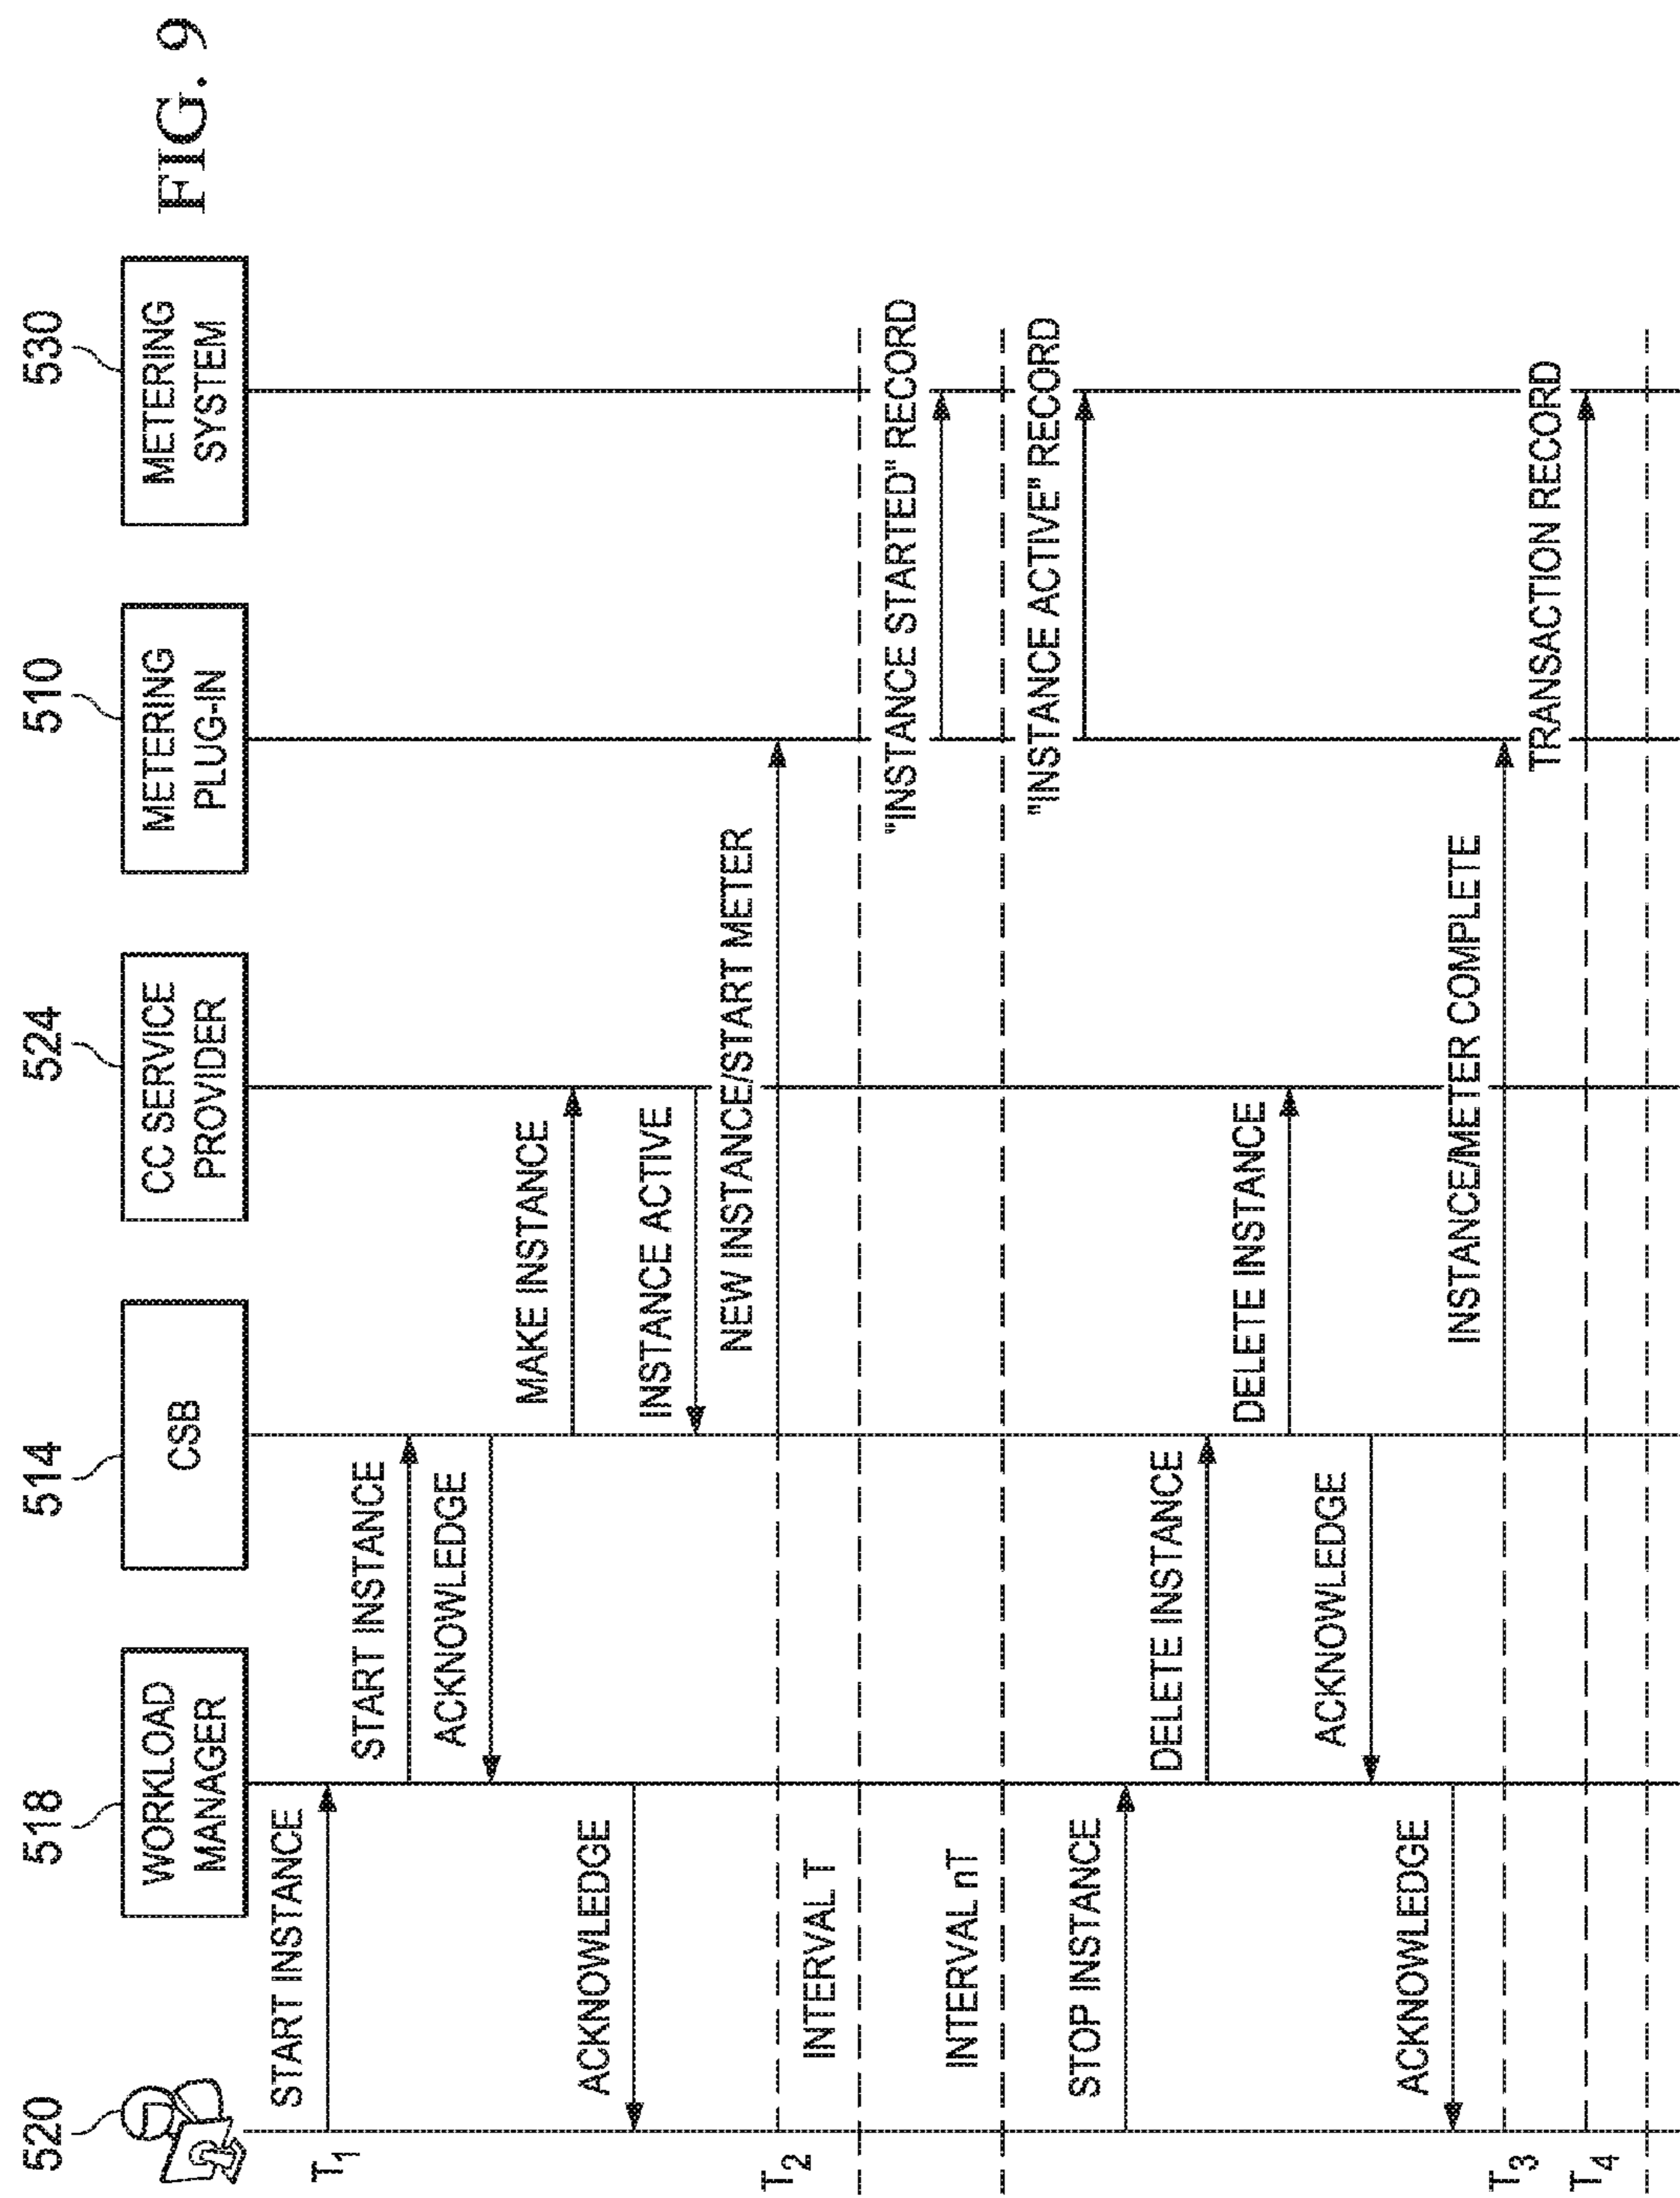 FIG. 9
520
518
514
524
510
530
WORKLOAD
MANAGER
CSB
CC SERVICE
PROVIDER
METERING
PLUG-IN
METERING
SYSTEM
T1
START INSTANCE
START INSTANCE
ACKNOWLEDGE
MAKE INSTANCE
ACKNOWLEDGE
INSTANCE ACTIVE
T2
NEW INSTANCE/START METER
INTERVAL T
"INSTANCE STARTED" RECORD
INTERVAL nT
"INSTANCE ACTIVE" RECORD
STOP INSTANCE
DELETE INSTANCE
DELETE INSTANCE
ACKNOWLEDGE
ACKNOWLEDGE
T3
INSTANCE/METER COMPLETE
T4
TRANSACTION RECORD